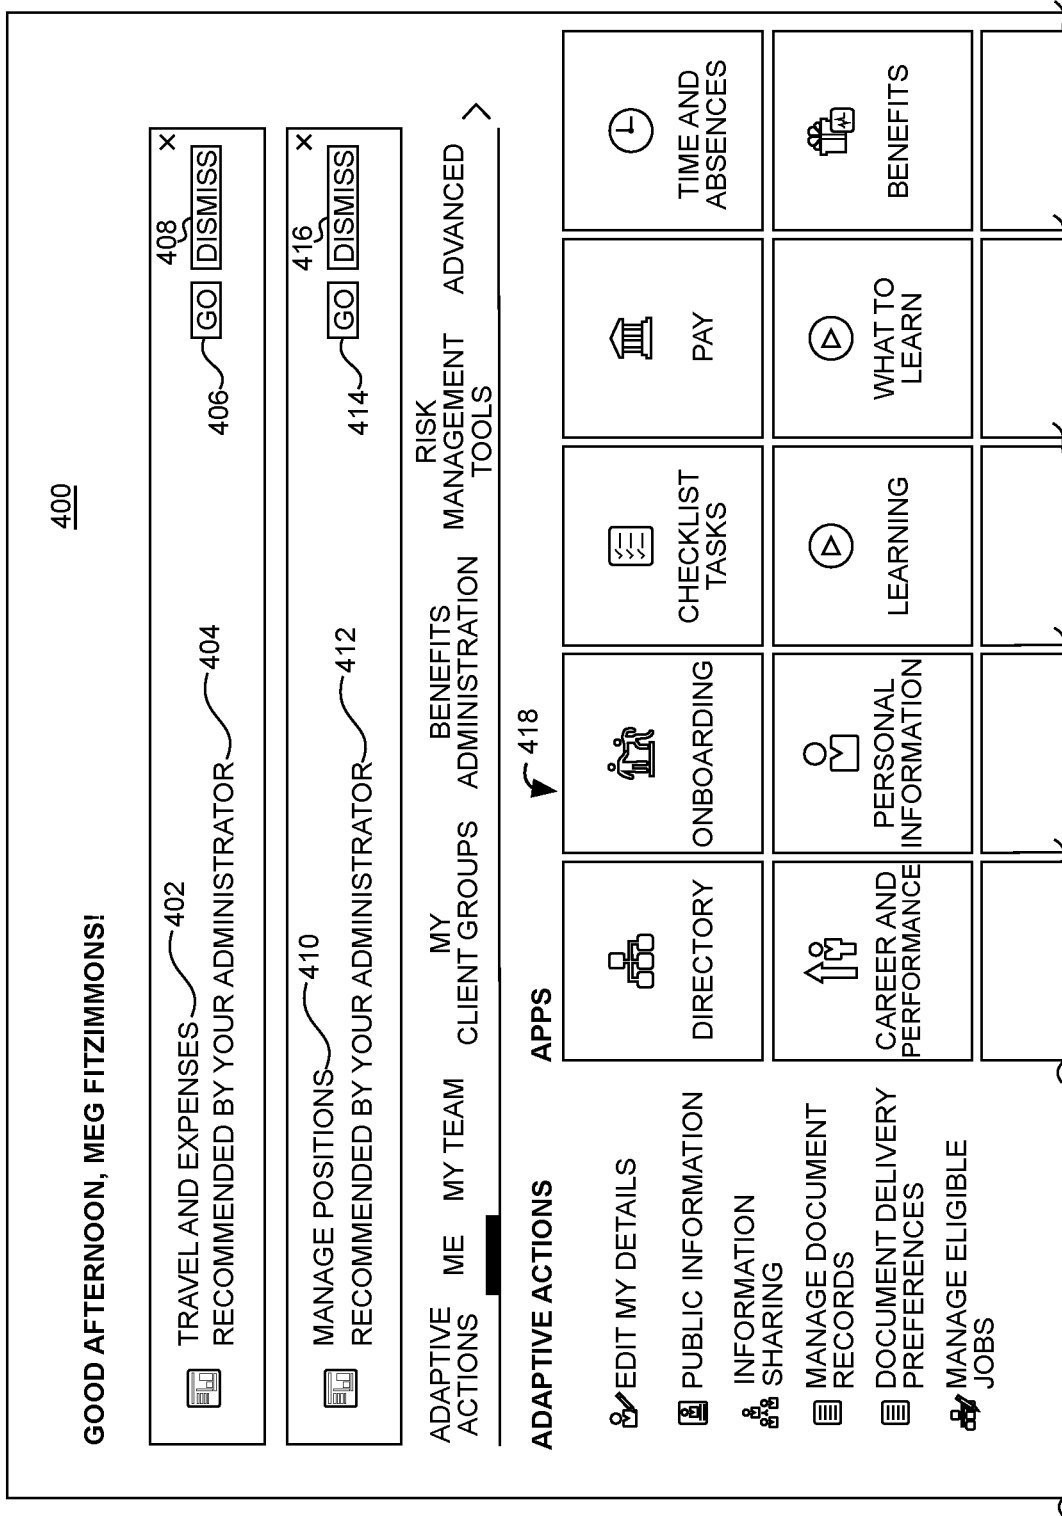 400
GOOD AFTERNOON, MEG FITZIMMONS!
TRAVEL AND EXPENSES 402
RECOMMENDED BY YOUR ADMINISTRATOR 404
406 GO
408 DISMISS
×
MANAGE POSITIONS 410
RECOMMENDED BY YOUR ADMINISTRATOR 412
414 GO
416 DISMISS
×
ADAPTIVE
ACTIONS
ME
MY TEAM
MY
CLIENT GROUPS
BENEFITS
ADMINISTRATION
RISK
MANAGEMENT
TOOLS
ADVANCED
>
ADAPTIVE ACTIONS
EDIT MY DETAILS
PUBLIC INFORMATION
INFORMATION
SHARING
MANAGE DOCUMENT
RECORDS
DOCUMENT DELIVERY
PREFERENCES
MANAGE ELIGIBLE
JOBS
APPS
418
DIRECTORY
ONBOARDING
CHECKLIST
TASKS
PAY
TIME AND
ABSENCES
CAREER AND
PERFORMANCE
PERSONAL
INFORMATION
LEARNING
WHAT TO
LEARN
BENEFITS